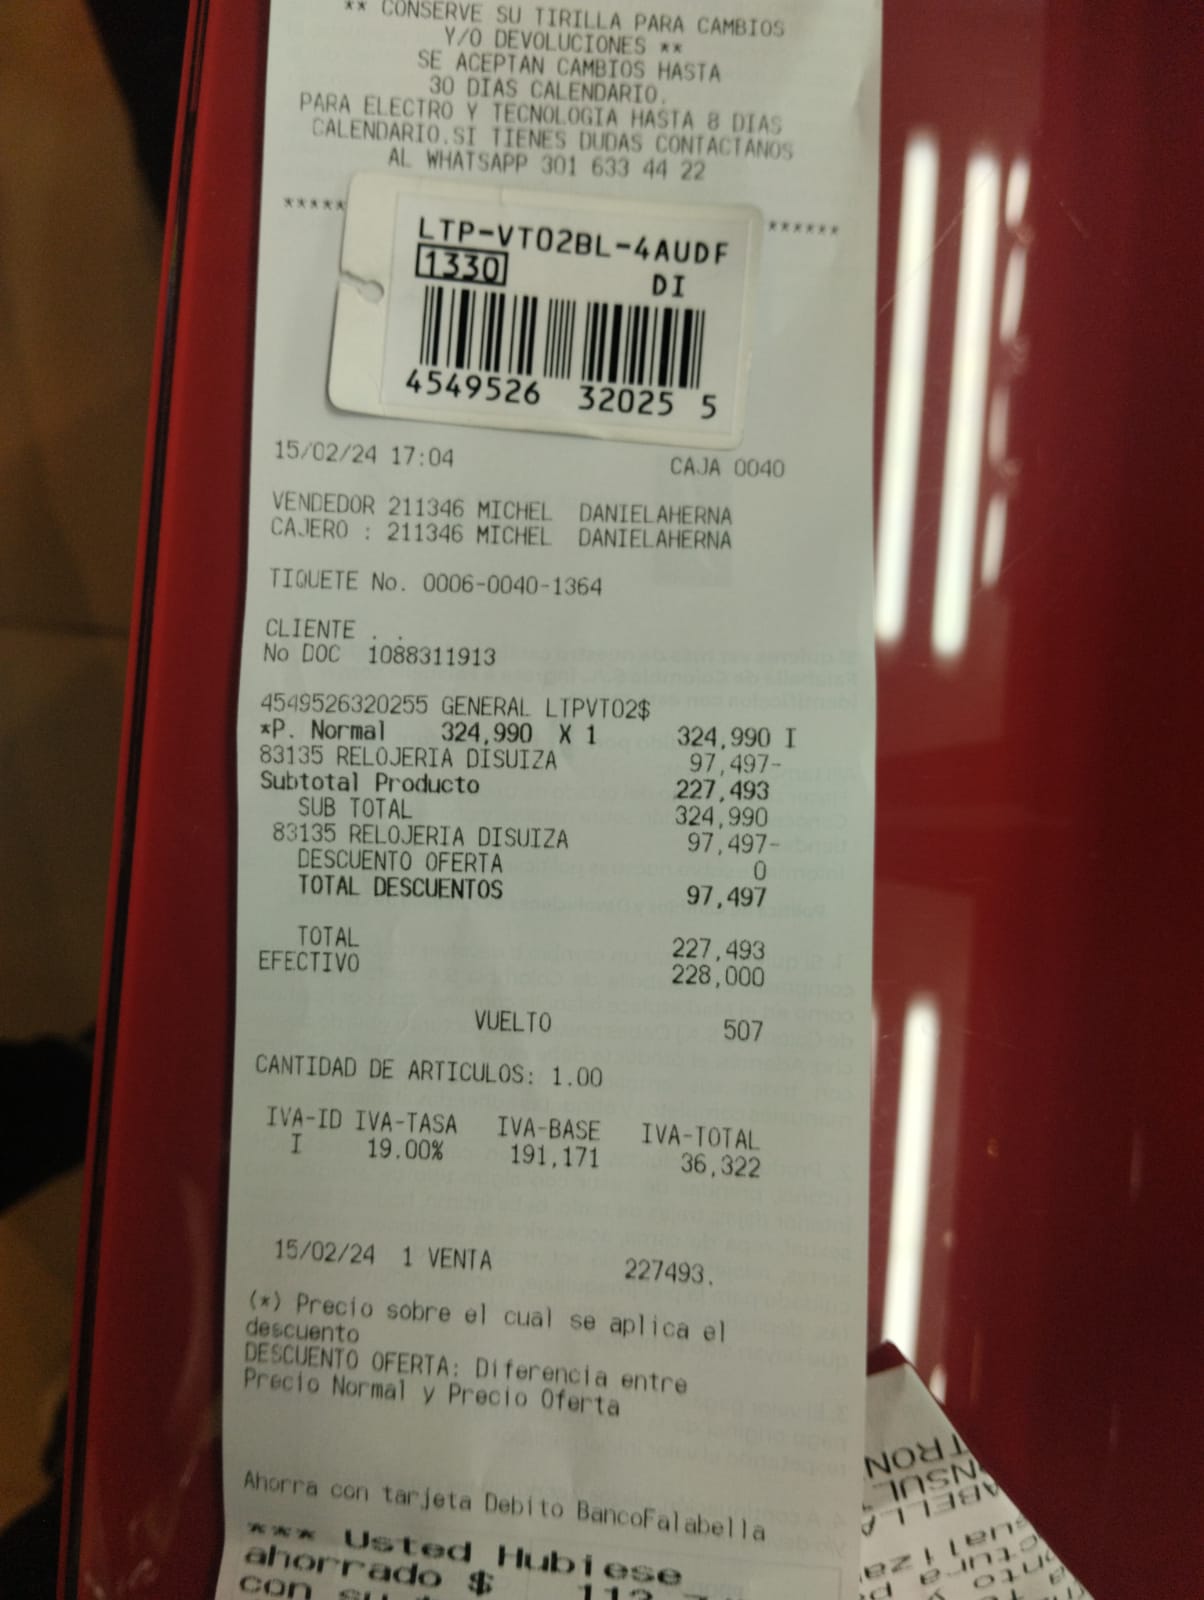 ** CONSERVE SU TIRILLA PARA CAMBIOS
Y/O DEVOLUCIONES **
SE ACEPTAN CAMBIOS HASTA
30 DIAS CALENDARIO.
PARA ELECTRO Y TECNOLOGIA HASTA 8 DIAS
CALENDARIO.SI TIENES DUDAS CONTACTANOS
AL WHATSAPP 301 633 44 22
***** ******
LTP-VT02BL-4AUDF
1330 DI
4549526 32025 5
15/02/24 17:04 CAJA 0040
VENDEDOR 211346 MICHEL DANIELAHERNA
CAJERO : 211346 MICHEL DANIELAHERNA
TIQUETE No. 0006-0040-1364
CLIENTE . .
No DOC 1088311913
4549526320255 GENERAL LTPVT02$
*P. Normal 324,990 X 1 324,990 I
83135 RELOJERIA DISUIZA 97,497-
Subtotal Producto 227,493
SUB TOTAL 324,990
83135 RELOJERIA DISUIZA 97,497-
DESCUENTO OFERTA 0
TOTAL DESCUENTOS 97,497
TOTAL 227,493
EFECTIVO 228,000
VUELTO 507
CANTIDAD DE ARTICULOS: 1.00
IVA-ID IVA-TASA IVA-BASE IVA-TOTAL
I 19.00% 191,171 36,322
15/02/24 1 VENTA 227493.
(*) Precio sobre el cual se aplica el
descuento
DESCUENTO OFERTA: Diferencia entre
Precio Normal y Precio Oferta
Ahorra con tarjeta Debito BancoFalabella
*** Usted Hubiese
ahorrado $
con su